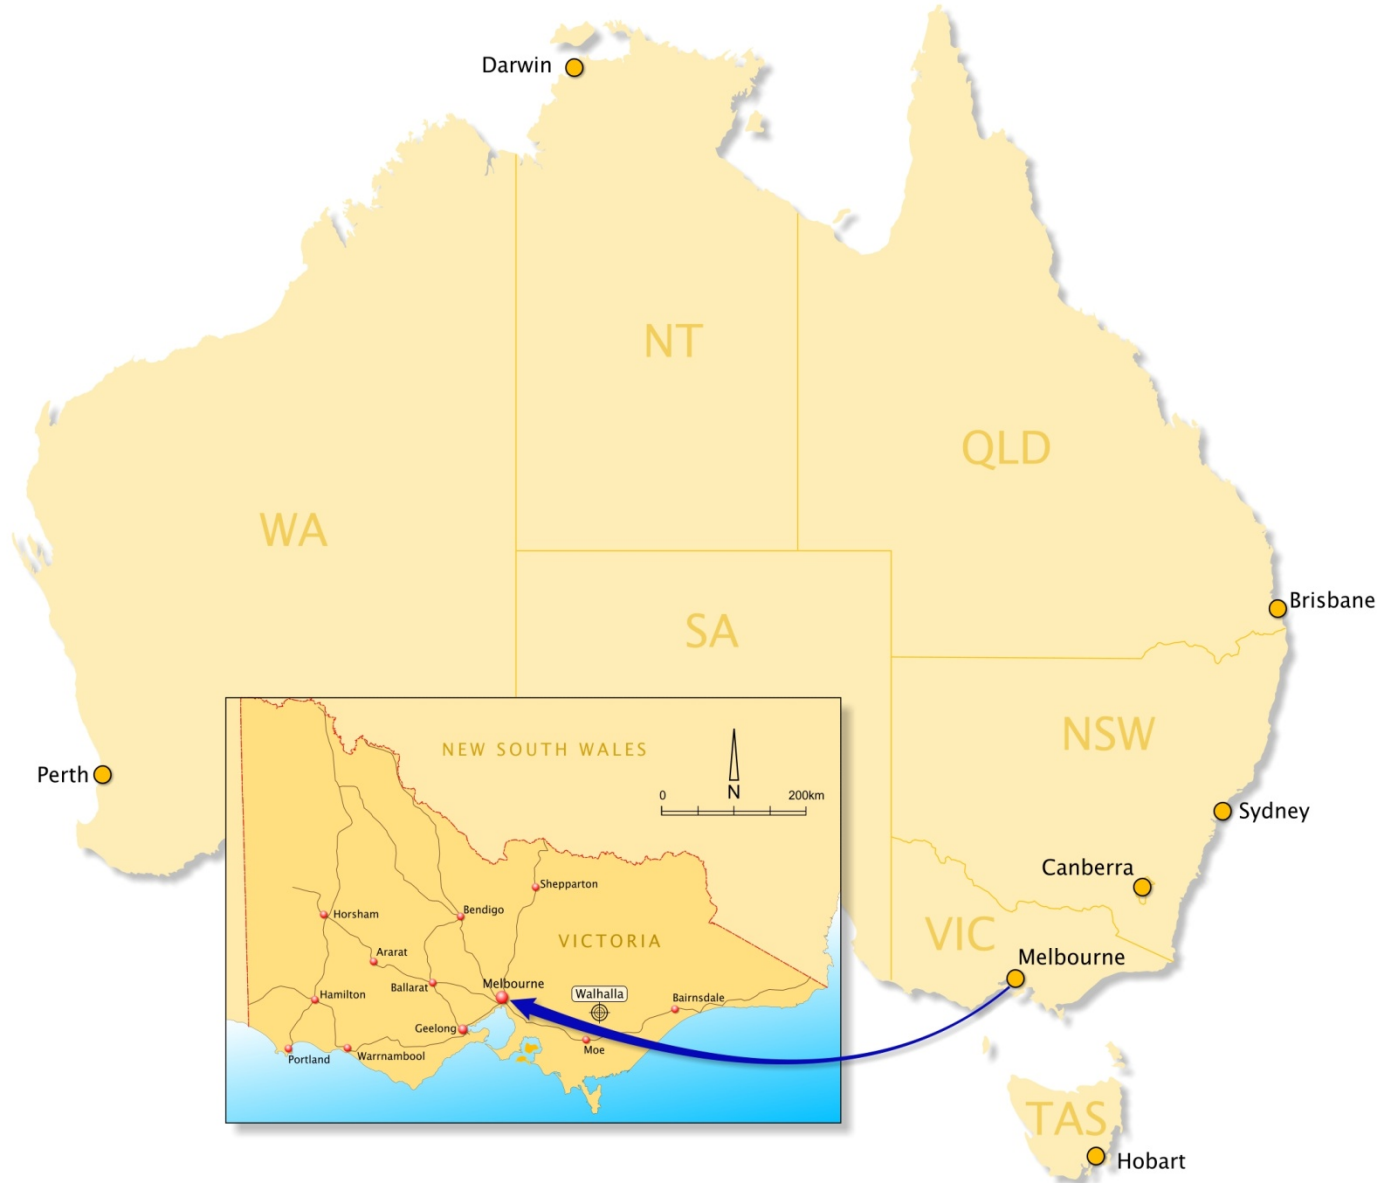 Darwin
NT
QLD
WA
Brisbane
SA
NSW
NEW SOUTH WALES
N
0 200km
Perth
Sydney
Canberra
Shepparton
Horsham
Bendigo
VIC
VICTORIA
Ararat
Melbourne
Ballarat
Melbourne
Hamilton
Walhalla
Bairnsdale
Geelong
Portland
Warrnambool
Moe
TAS
Hobart